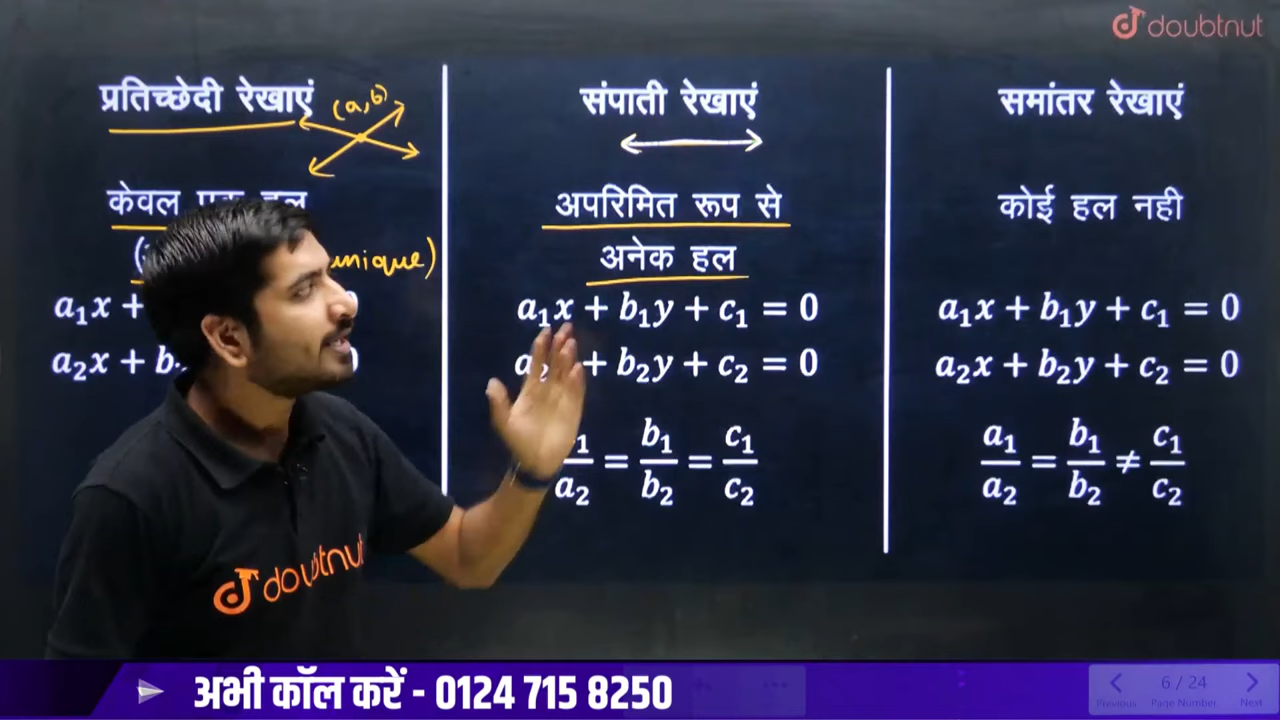 doubtnut
प्रतिच्छेदी रेखाएं
(a,b)
केवल
unique)
a₁x +
a₂x + b
संपाती रेखाएं
अपरिमित रूप से
अनेक हल
a₁x + b₁y + c₁ = 0
+ b₂y + c₂ = 0
/a₂ = b₁/b₂ = c₁/c₂
समांतर रेखाएं
कोई हल नही
a₁x + b₁y + c₁ = 0
a₂x + b₂y + c₂ = 0
a₁/a₂ = b₁/b₂ ≠ c₁/c₂
doubtnut
अभी कॉल करें - 0124 715 8250
6 / 24
Previous Page Number Next